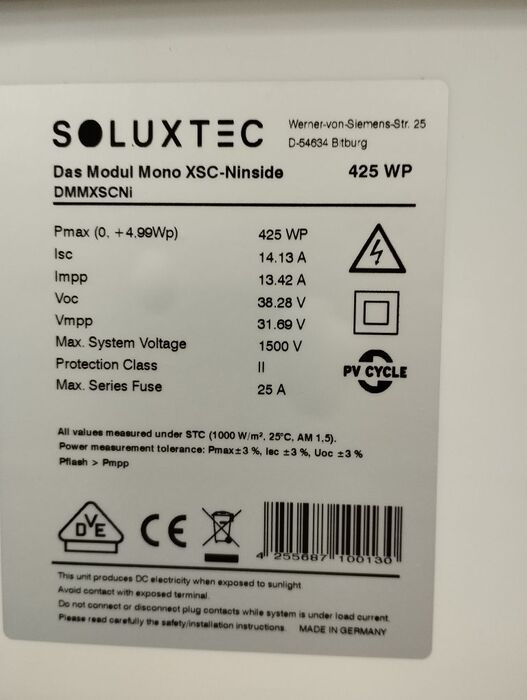 SOLUXTEC
Werner-von-Siemens-Str. 25
D-54634 Bitburg
Das Modul Mono XSC-Ninside 425 WP
DMMXSCNi
Pmax (0, +4.99Wp) 425 WP
Isc 14.13 A
Impp 13.42 A
Voc 38.28 V
Vmpp 31.69 V
Max. System Voltage 1500 V
Protection Class II
Max. Series Fuse 25 A
PV CYCLE
All values measured under STC (1000 W/m², 25°C, AM 1,5).
Power measurement tolerance: Pmax±3 %, Isc ±3 %, Uoc ±3 %
Pflash > Pmpp
DVE CE
4 255687 100130
This unit produces DC electricity when exposed to sunlight
Avoid contact with exposed terminal.
Do not connect or disconnect plug contacts while system is under load current.
Please read carefully the safety/installation instructions. MADE IN GERMANY